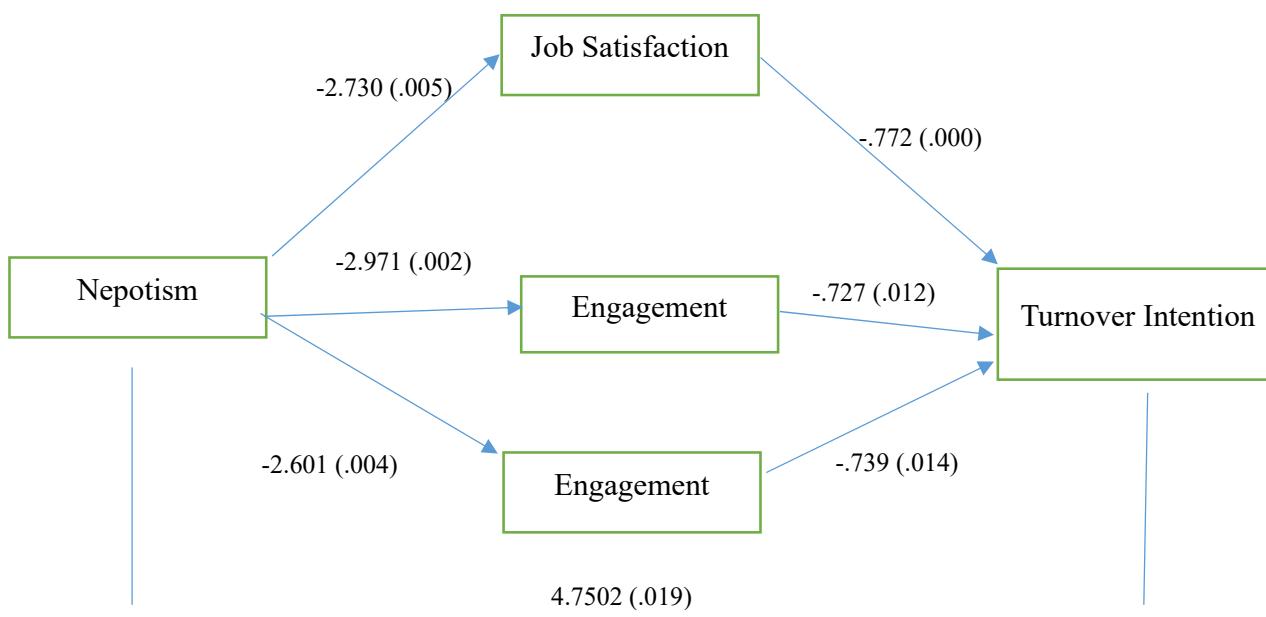 Job Satisfaction
-2.730 (.005)
-.772 (.000)
-2.971 (.002)
Nepotism
Engagement
-.727 (.012)
Turnover Intention
-2.601 (.004)
Engagement
-.739 (.014)
4.7502 (.019)